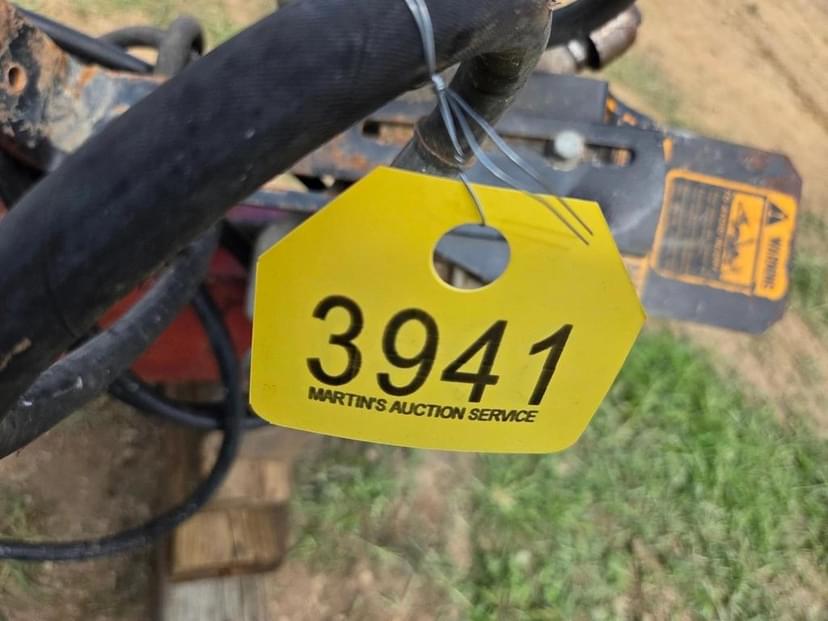 3941
MARTIN'S AUCTION SERVICE
WARNING